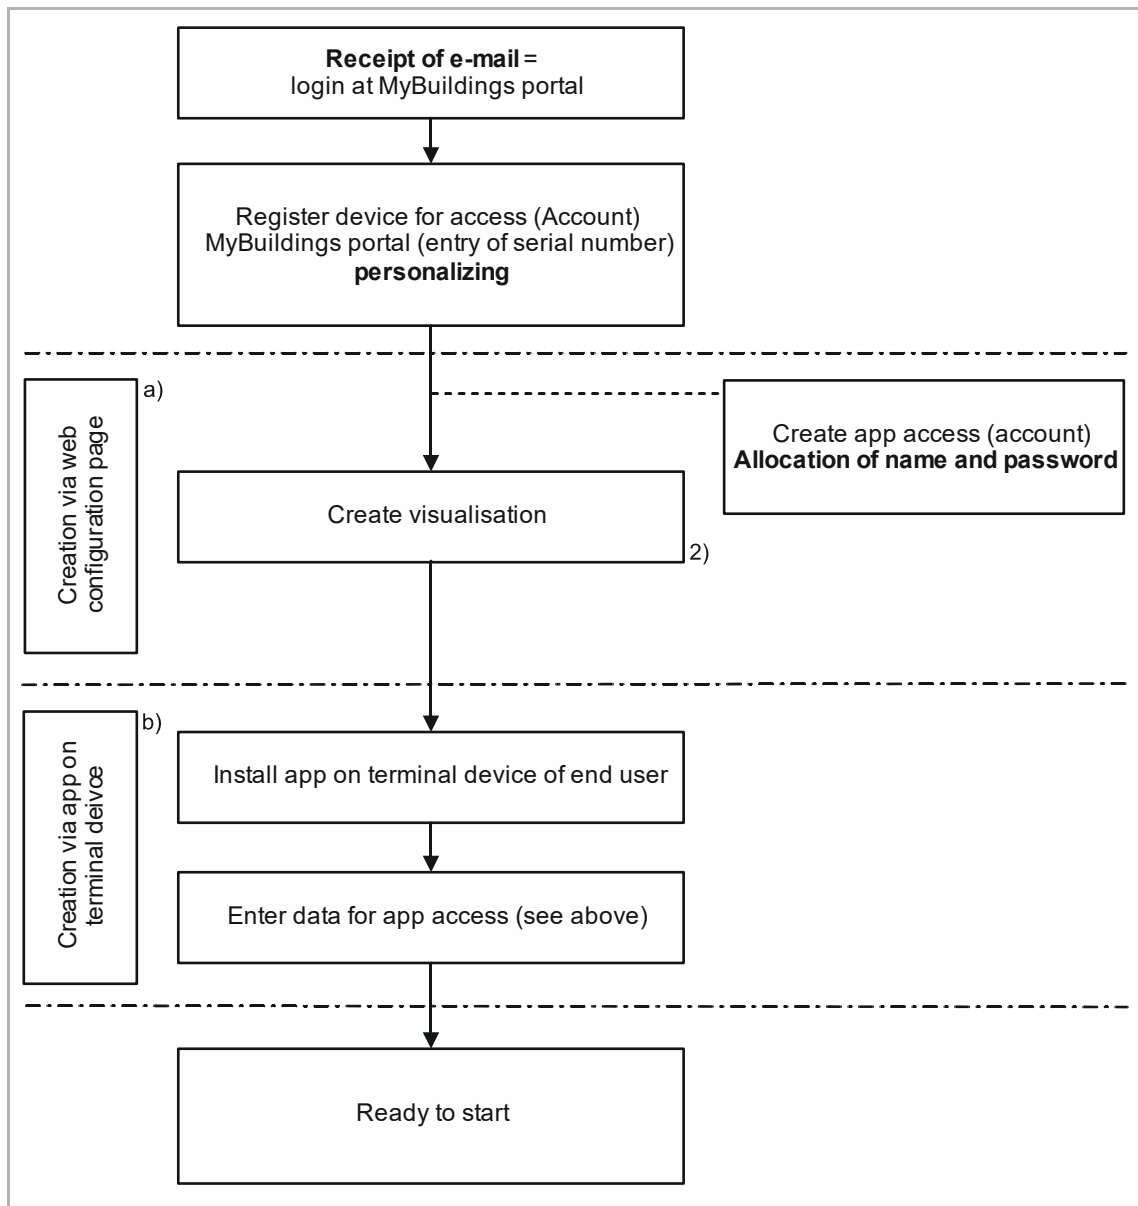 Receipt of e-mail =
login at MyBuildings portal
Register device for access (Account)
MyBuildings portal (entry of serial number)
personalizing
a)
Creation via web
configuration page
Create app access (account)
Allocation of name and password
Create visualisation
2)
b)
Creation via app on
terminal deivce
Install app on terminal device of end user
Enter data for app access (see above)
Ready to start